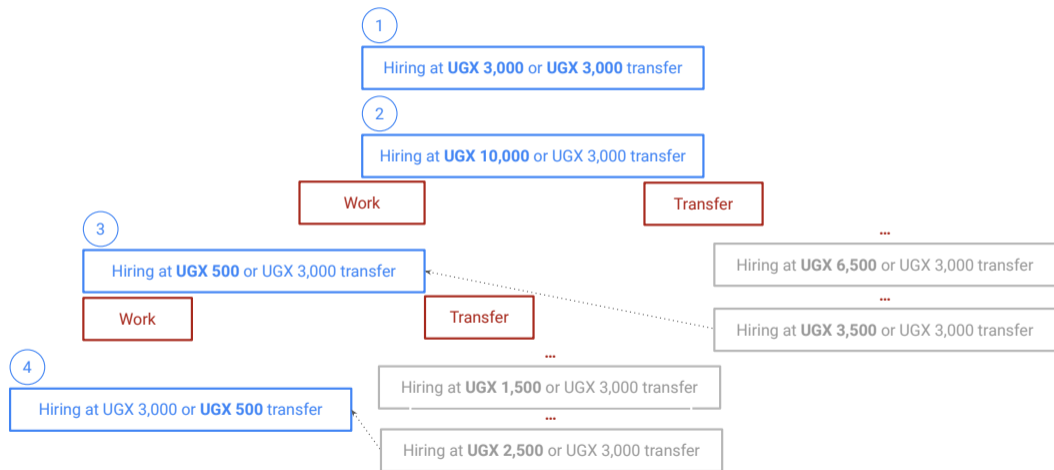 1
Hiring at UGX 3,000 or UGX 3,000 transfer
2
Hiring at UGX 10,000 or UGX 3,000 transfer
Work
Transfer
3
...
Hiring at UGX 500 or UGX 3,000 transfer
Hiring at UGX 6,500 or UGX 3,000 transfer
...
Work
Transfer
Hiring at UGX 3,500 or UGX 3,000 transfer
...
4
Hiring at UGX 1,500 or UGX 3,000 transfer
Hiring at UGX 3,000 or UGX 500 transfer
...
Hiring at UGX 2,500 or UGX 3,000 transfer